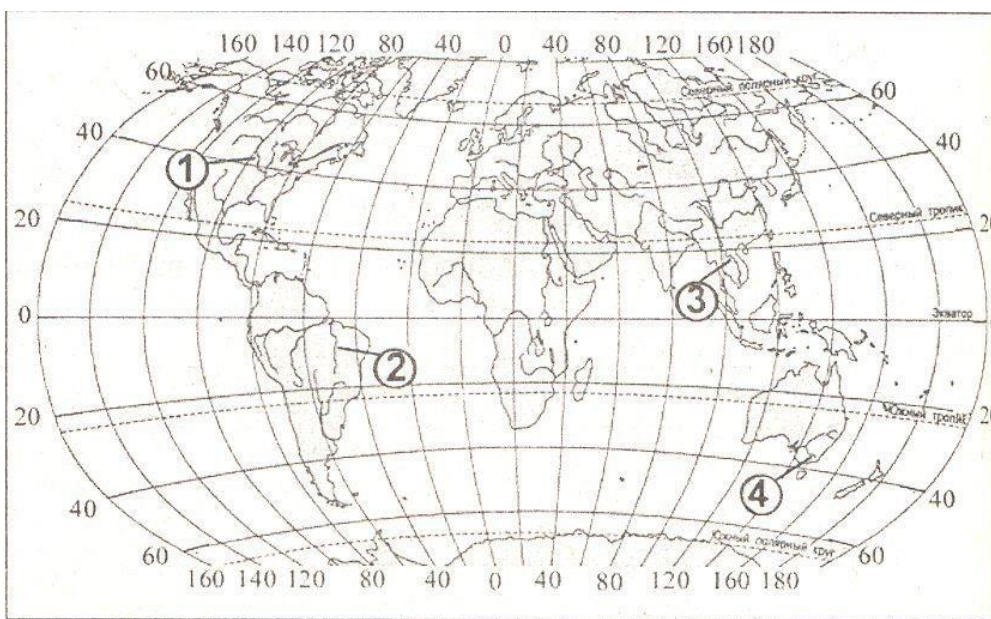 160 140 120 80 40 0 40 80 120 160 180
60 Северный полярный круг 60
40 40
1
20 Северный тропик 20
3
0 Экватор
2
20 Южный тропик 20
4
40 40
60 Южный полярный круг 60
160 140 120 80 40 0 40 80 120 160 180